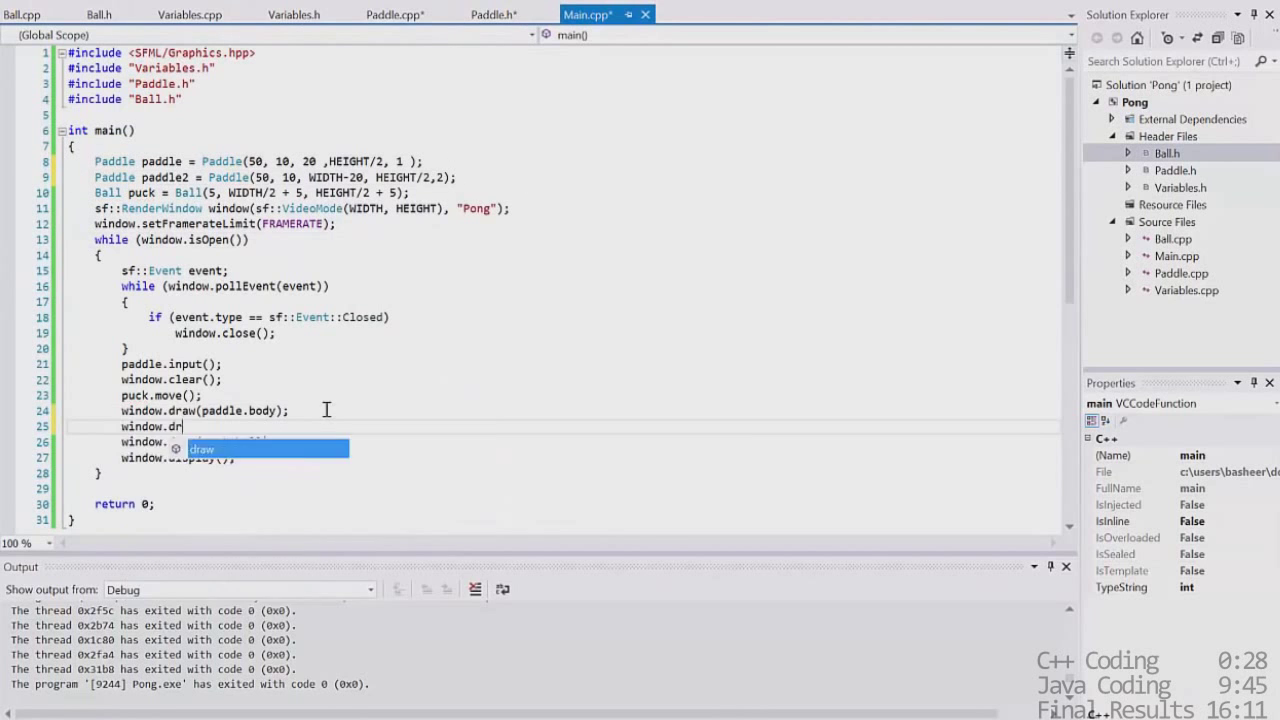 Ball.cpp Ball.h Variables.cpp Variables.h Paddle.cpp* Paddle.h* Main.cpp*
(Global Scope) main()
1 #include <SFML/Graphics.hpp>
2 #include "Variables.h"
3 #include "Paddle.h"
4 #include "Ball.h"
5
6 int main()
7 {
8 Paddle paddle = Paddle(50, 10, 20 ,HEIGHT/2, 1 );
9 Paddle paddle2 = Paddle(50, 10, WIDTH-20, HEIGHT/2,2);
10 Ball puck = Ball(5, WIDTH/2 + 5, HEIGHT/2 + 5);
11 sf::RenderWindow window(sf::VideoMode(WIDTH, HEIGHT), "Pong");
12 window.setFramerateLimit(FRAMERATE);
13 while (window.isOpen())
14 {
15 sf::Event event;
16 while (window.pollEvent(event))
17 {
18 if (event.type == sf::Event::Closed)
19 window.close();
20 }
21 paddle.input();
22 window.clear();
23 puck.move();
24 window.draw(paddle.body);
25 window.dr
26 window.
draw
27 window.display();
28 }
29
30 return 0;
31 }
100 %
Output
Show output from: Debug
The thread 0x2f5c has exited with code 0 (0x0).
The thread 0x2b74 has exited with code 0 (0x0).
The thread 0x1c80 has exited with code 0 (0x0).
The thread 0x2fa4 has exited with code 0 (0x0).
The thread 0x31b8 has exited with code 0 (0x0).
The program '[9244] Pong.exe' has exited with code 0 (0x0).
Solution Explorer
Search Solution Explorer (Ctrl+;)
Solution 'Pong' (1 project)
Pong
External Dependencies
Header Files
Ball.h
Paddle.h
Variables.h
Resource Files
Source Files
Ball.cpp
Main.cpp
Paddle.cpp
Variables.cpp
Properties
main VCCodeFunction
C++
(Name) main
File c:\users\basheer\do
FullName main
IsInjected False
IsInline False
IsOverloaded False
IsSealed False
IsTemplate False
TypeString int
C++ Coding 0:28
Java Coding 9:45
Final Results 16:11
C++